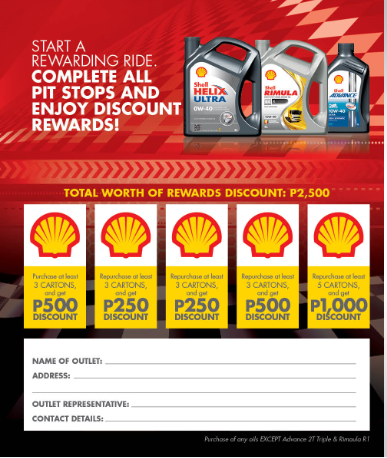 START A
REWARDING RIDE.
COMPLETE ALL
PIT STOPS AND
ENJOY DISCOUNT
REWARDS!
Shell
HELIX
ULTRA
0W-40
Shell
RIMULA
Shell
ADVANCE
10W-40
TOTAL WORTH OF REWARDS DISCOUNT: P2,500
Purchase at least
3 CARTONS,
and get
P500
DISCOUNT
Repurchase at least
3 CARTONS,
and get
P250
DISCOUNT
Repurchase at least
3 CARTONS,
and get
P250
DISCOUNT
Repurchase at least
3 CARTONS,
and get
P500
DISCOUNT
Repurchase at least
5 CARTONS,
and get
P1,000
DISCOUNT
NAME OF OUTLET:
ADDRESS:
OUTLET REPRESENTATIVE:
CONTACT DETAILS:
Purchase of any oils EXCEPT Advance 2T Triple & Rimula R1